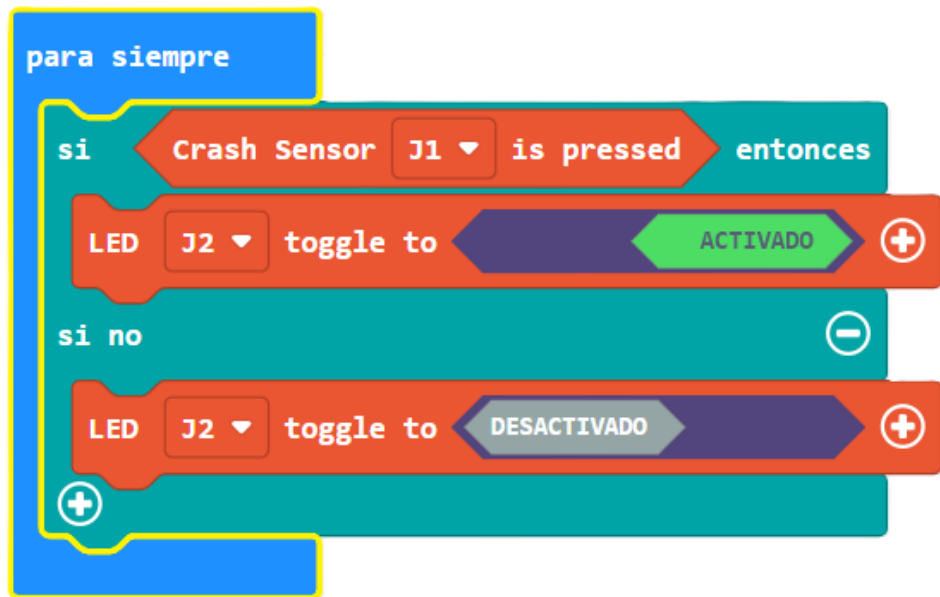 para siempre
si Crash Sensor J1 is pressed entonces
LED J2 toggle to ACTIVADO
si no
LED J2 toggle to DESACTIVADO